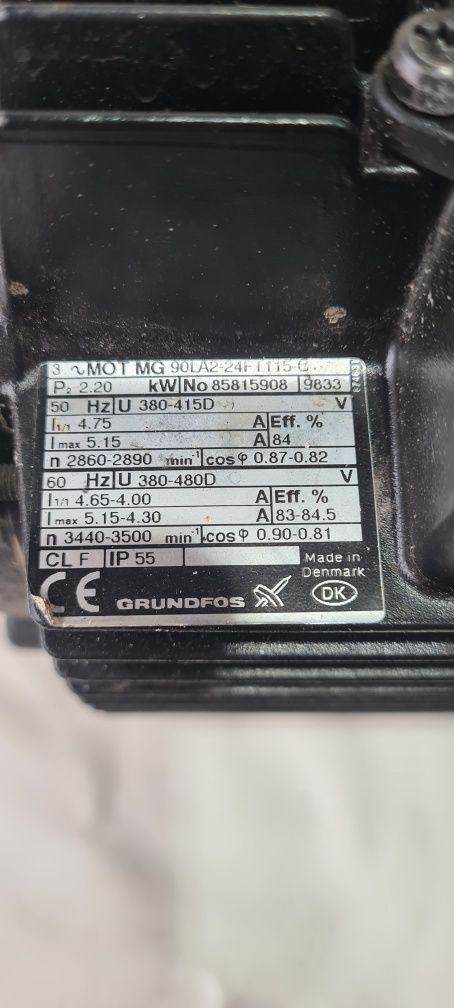 3 ~ MOT MG 90LA2-24FT115-C
P₂ 2.20 kW No 85815908 9833
50 Hz U 380-415D V
I1/1 4.75 A Eff. %
Imax 5.15 A 84
n 2860-2890 min⁻¹ cos φ 0.87-0.82
60 Hz U 380-480D V
I1/1 4.65-4.00 A Eff. %
Imax 5.15-4.30 A 83-84.5
n 3440-3500 min⁻¹ cos φ 0.90-0.81
CL F IP 55 Made in
Denmark
CE GRUNDFOS DK